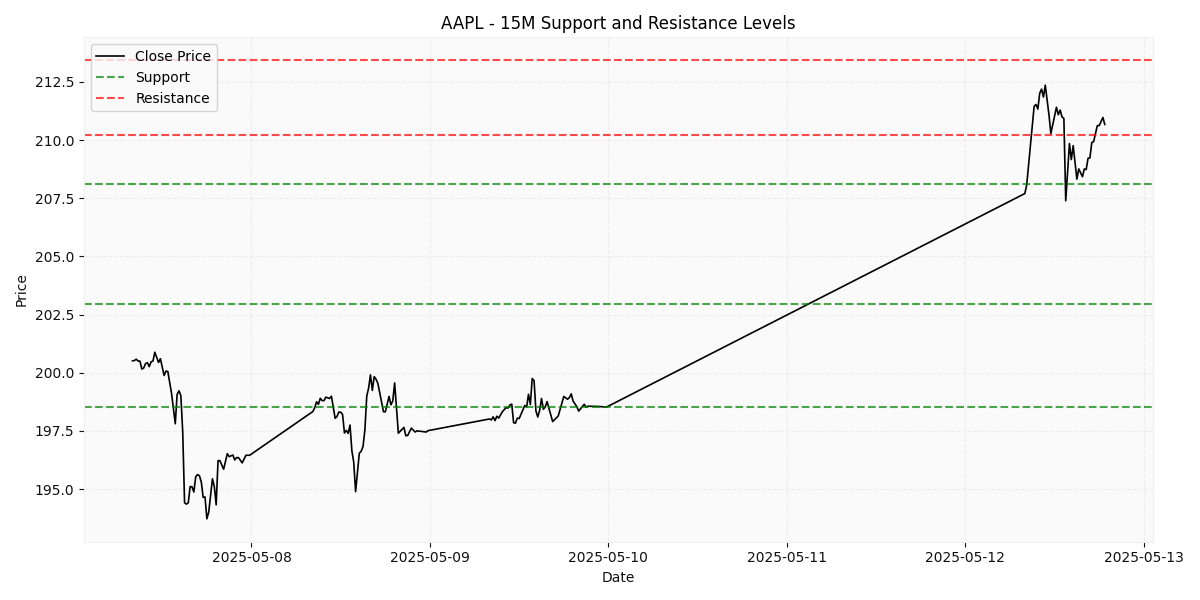 AAPL - 15M Support and Resistance Levels
Close Price
Support
Resistance
212.5
210.0
207.5
205.0
202.5
200.0
197.5
195.0
Price
2025-05-08
2025-05-09
2025-05-10
2025-05-11
2025-05-12
2025-05-13
Date